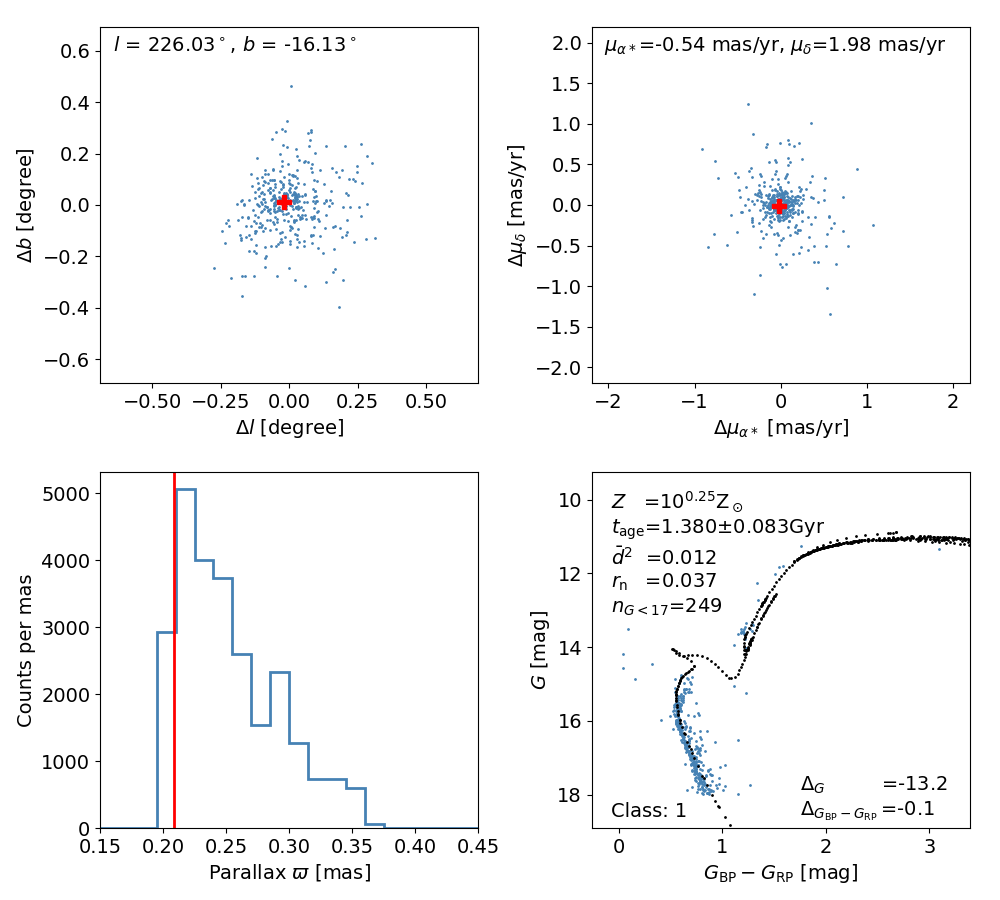 l = 226.03°, b = -16.13°
0.6
0.4
0.2
0.0
−0.2
−0.4
−0.6
Δb [degree]
−0.50 −0.25 0.00 0.25 0.50
Δl [degree]
μα∗=-0.54 mas/yr, μδ=1.98 mas/yr
2.0
1.5
1.0
0.5
0.0
−0.5
−1.0
−1.5
−2.0
Δμδ [mas/yr]
−2 −1 0 1 2
Δμα∗ [mas/yr]
5000
4000
3000
2000
1000
0
Counts per mas
0.15 0.20 0.25 0.30 0.35 0.40 0.45
Parallax ϖ [mas]
Z =10^0.25 Z⊙
t_age=1.380±0.083Gyr
d̄² =0.012
r_n =0.037
n_G<17=249
10
12
14
16
18
G [mag]
Δ_G =-13.2
Class: 1
Δ_G_BP−G_RP =-0.1
0 1 2 3
G_BP − G_RP [mag]